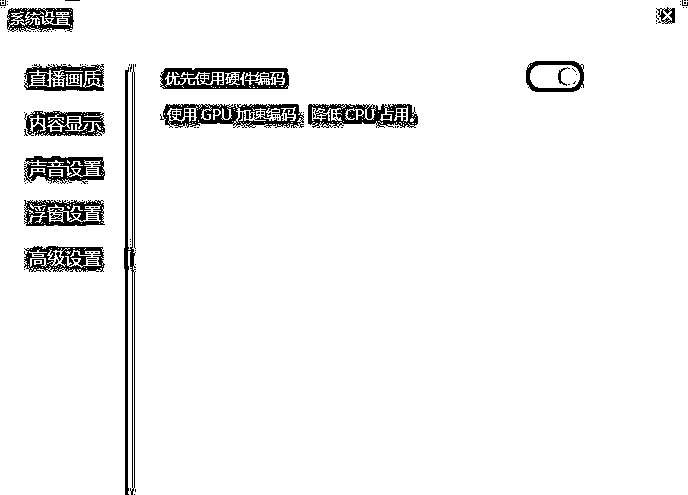 系统设置
直播画质
内容显示
声音设置
浮窗设置
高级设置
优先使用硬件编码
使用 GPU 加速编码，降低 CPU 占用。